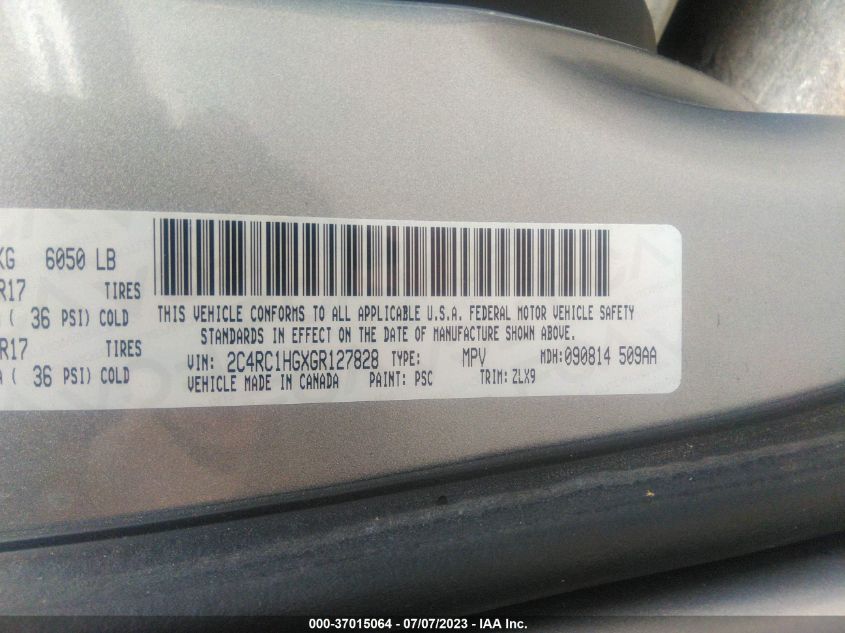 KG 6050 LB
R17 TIRES
( 36 PSI) COLD
R17 TIRES
A ( 36 PSI) COLD
THIS VEHICLE CONFORMS TO ALL APPLICABLE U.S.A. FEDERAL MOTOR VEHICLE SAFETY
STANDARDS IN EFFECT ON THE DATE OF MANUFACTURE SHOWN ABOVE.
VIN: 2C4RC1HGXGR127828 TYPE: MPV MDH:090814 509AA
VEHICLE MADE IN CANADA PAINT: PSC TRIM: ZLX9
000-37015064 / 07/07/2023 - IAA Inc.